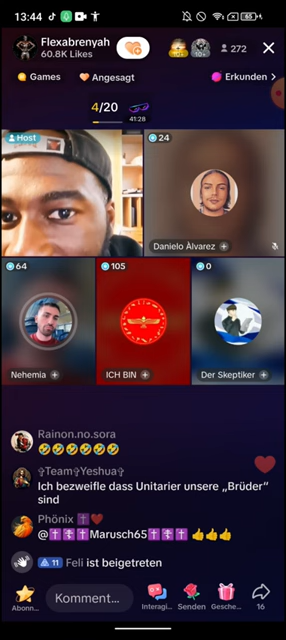 13:44
65
Flexabrenyah
60.8K Likes
272
Games
Angesagt
Erkunden
4/20
41:28
Host
24
Danielo Àlvarez
64
Nehemia
105
ICH BIN
0
Der Skeptiker
Rainon.no.sora
🤣🤣🤣🤣🤣🤣
✞Team✞Yeshua✞
Ich bezweifle dass Unitarier unsere „Brüder“
sind
Phönix ✝️❤️
@✝️✝️✝️Marusch65✝️✝️✝️ 👍👍👍
11 Feli ist beigetreten
Kommentar...
Abonn...
Interagi...
Senden
Gesche...
16